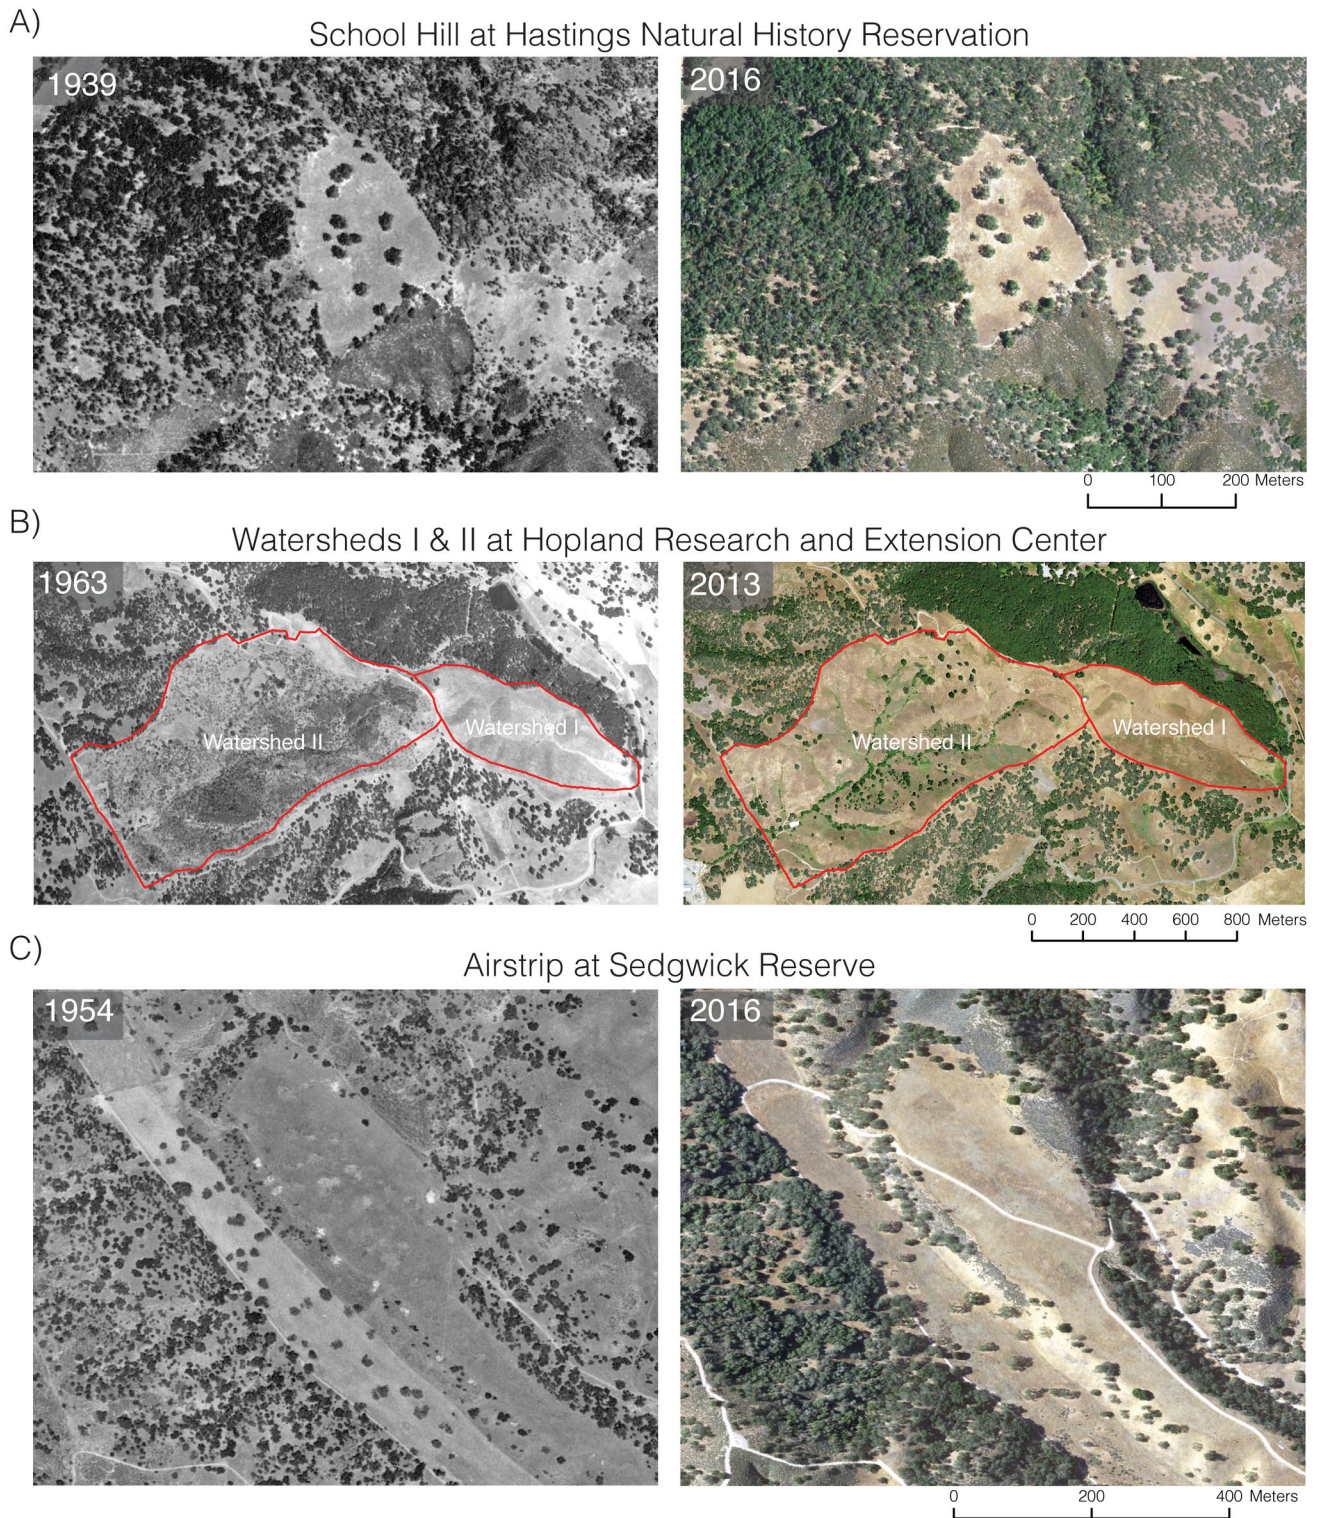 A)
School Hill at Hastings Natural History Reservation
1939
2016
0 100 200 Meters
B)
Watersheds I & II at Hopland Research and Extension Center
1963
2013
Watershed II
Watershed I
Watershed II
Watershed I
0 200 400 600 800 Meters
C)
Airstrip at Sedgwick Reserve
1954
2016
0 200 400 Meters